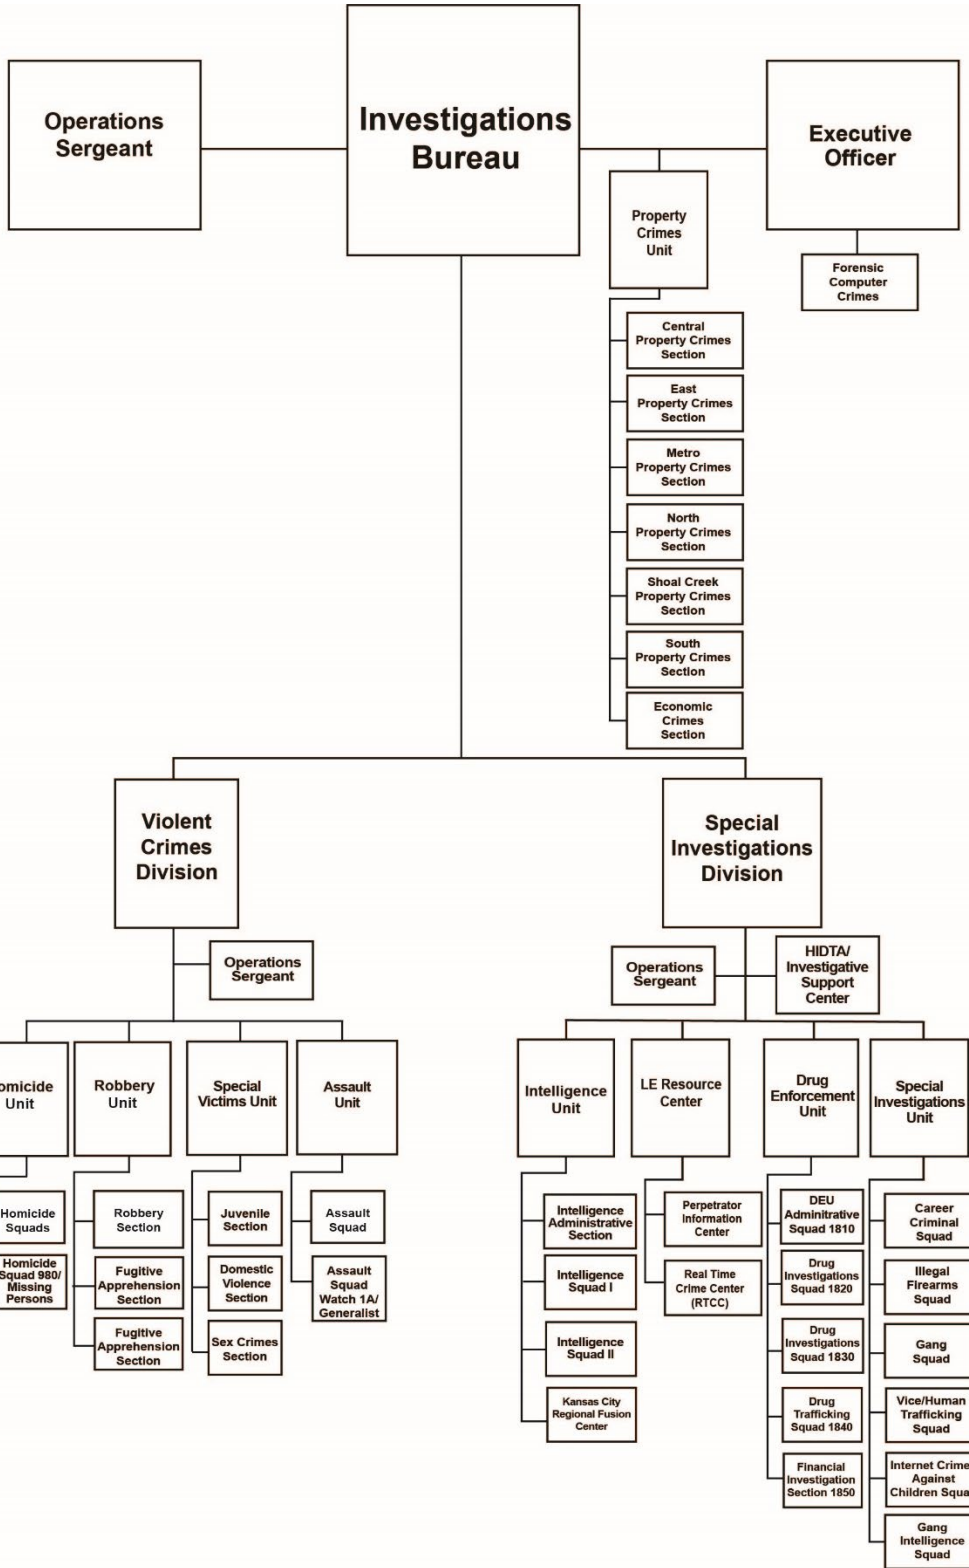 Operations
Sergeant
Investigations
Bureau
Executive
Officer
Property
Crimes
Unit
Forensic
Computer
Crimes
Central
Property Crimes
Section
East
Property Crimes
Section
Metro
Property Crimes
Section
North
Property Crimes
Section
Shoal Creek
Property Crimes
Section
South
Property Crimes
Section
Economic
Crimes
Section
Violent
Crimes
Division
Special
Investigations
Division
Operations
Sergeant
Operations
Sergeant
HIDTA/
Investigative
Support
Center
omicide
Unit
Robbery
Unit
Special
Victims Unit
Assault
Unit
Intelligence
Unit
LE Resource
Center
Drug
Enforcement
Unit
Special
Investigations
Unit
Homicide
Squads
Homicide
Squad 980/
Missing
Persons
Robbery
Section
Fugitive
Apprehension
Section
Fugitive
Apprehension
Section
Juvenile
Section
Domestic
Violence
Section
Sex Crimes
Section
Assault
Squad
Assault
Squad
Watch 1A/
Generalist
Intelligence
Administrative
Section
Intelligence
Squad I
Intelligence
Squad II
Kansas City
Regional Fusion
Center
Perpetrator
Information
Center
Real Time
Crime Center
(RTCC)
DEU
Adminitrative
Squad 1810
Drug
Investigations
Squad 1820
Drug
Investigations
Squad 1830
Drug
Trafficking
Squad 1840
Financial
Investigation
Section 1850
Career
Criminal
Squad
Illegal
Firearms
Squad
Gang
Squad
Vice/Human
Trafficking
Squad
Internet Crime
Against
Children Squa
Gang
Intelligence
Squad